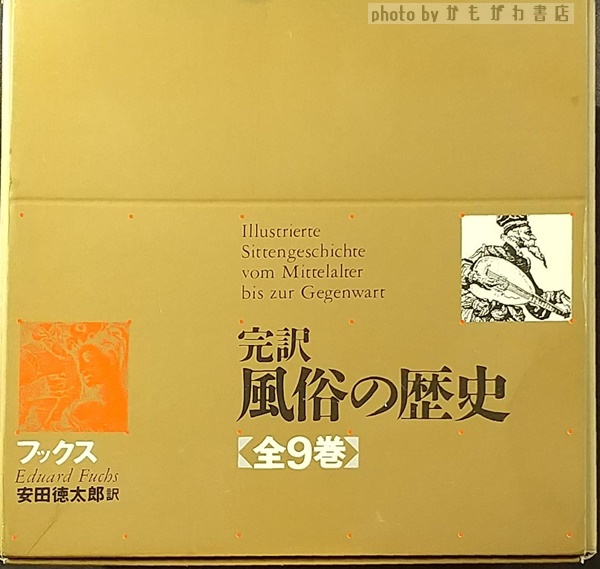 photo by かもがわ書店
Illustrierte
Sittengeschichte
vom Mittelalter
bis zur Gegenwart
完訳
風俗の歴史
【全9巻】
フックス
Eduard Fuchs
安田徳太郎訳